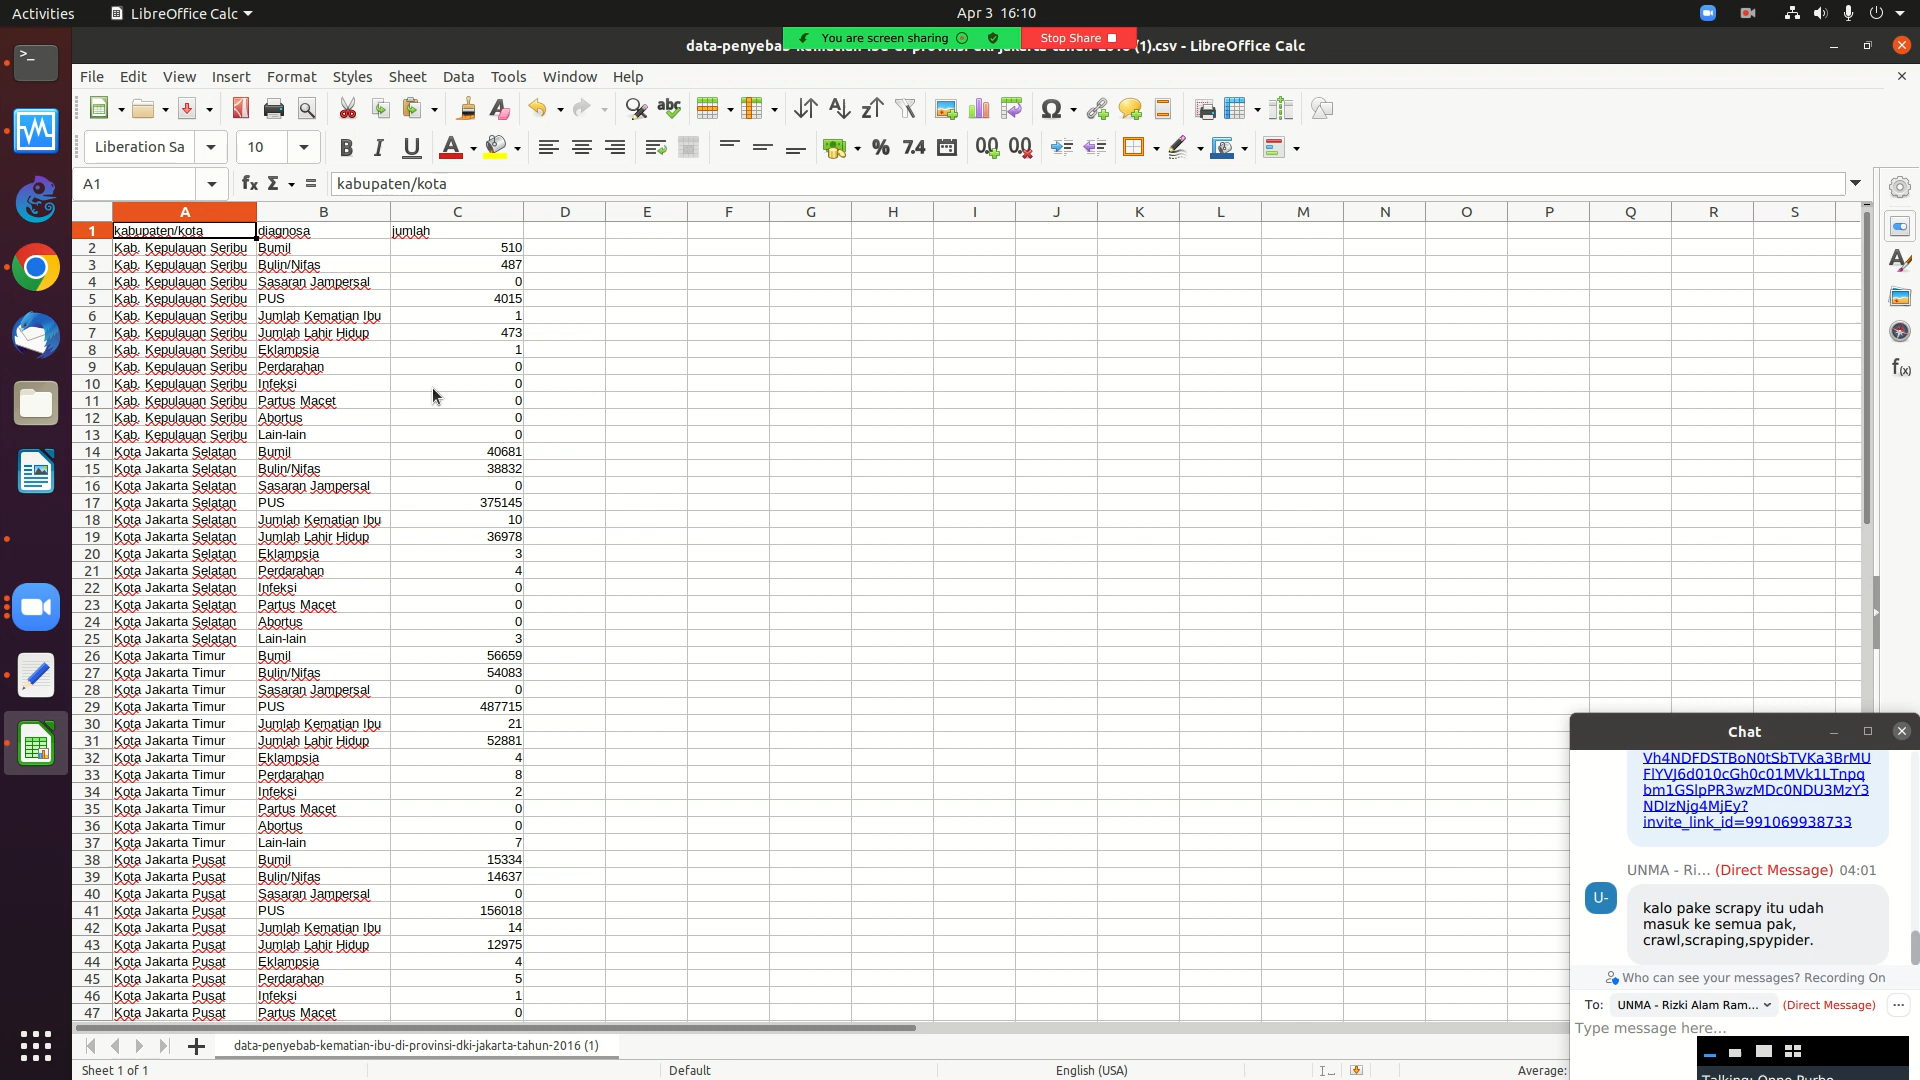 Activities LibreOffice Calc Apr 3 16:10
You are screen sharing Stop Share
(1).csv - LibreOffice Calc
File Edit View Insert Format Styles Sheet Data Tools Window Help
Liberation Sa 10
A1 kabupaten/kota
A B C D E F G H I J K L M N O P Q R S
1 kabupaten/kota diagnosa jumlah
2 Kab. Kepulauan Seribu Bumil 510
3 Kab. Kepulauan Seribu Bulin/Nifas 487
4 Kab. Kepulauan Seribu Sasaran Jampersal 0
5 Kab. Kepulauan Seribu PUS 4015
6 Kab. Kepulauan Seribu Jumlah Kematian Ibu 1
7 Kab. Kepulauan Seribu Jumlah Lahir Hidup 473
8 Kab. Kepulauan Seribu Eklampsia 1
9 Kab. Kepulauan Seribu Perdarahan 0
10 Kab. Kepulauan Seribu Infeksi 0
11 Kab. Kepulauan Seribu Partus Macet 0
12 Kab. Kepulauan Seribu Abortus 0
13 Kab. Kepulauan Seribu Lain-lain 0
14 Kota Jakarta Selatan Bumil 40681
15 Kota Jakarta Selatan Bulin/Nifas 38832
16 Kota Jakarta Selatan Sasaran Jampersal 0
17 Kota Jakarta Selatan PUS 375145
18 Kota Jakarta Selatan Jumlah Kematian Ibu 10
19 Kota Jakarta Selatan Jumlah Lahir Hidup 36978
20 Kota Jakarta Selatan Eklampsia 3
21 Kota Jakarta Selatan Perdarahan 4
22 Kota Jakarta Selatan Infeksi 0
23 Kota Jakarta Selatan Partus Macet 0
24 Kota Jakarta Selatan Abortus 0
25 Kota Jakarta Selatan Lain-lain 3
26 Kota Jakarta Timur Bumil 56659
27 Kota Jakarta Timur Bulin/Nifas 54083
28 Kota Jakarta Timur Sasaran Jampersal 0
29 Kota Jakarta Timur PUS 487715
30 Kota Jakarta Timur Jumlah Kematian Ibu 21
31 Kota Jakarta Timur Jumlah Lahir Hidup 52881
32 Kota Jakarta Timur Eklampsia 4
33 Kota Jakarta Timur Perdarahan 8
34 Kota Jakarta Timur Infeksi 2
35 Kota Jakarta Timur Partus Macet 0
36 Kota Jakarta Timur Abortus 0
37 Kota Jakarta Timur Lain-lain 7
38 Kota Jakarta Pusat Bumil 15334
39 Kota Jakarta Pusat Bulin/Nifas 14637
40 Kota Jakarta Pusat Sasaran Jampersal 0
41 Kota Jakarta Pusat PUS 156018
42 Kota Jakarta Pusat Jumlah Kematian Ibu 14
43 Kota Jakarta Pusat Jumlah Lahir Hidup 12975
44 Kota Jakarta Pusat Eklampsia 4
45 Kota Jakarta Pusat Perdarahan 5
46 Kota Jakarta Pusat Infeksi 1
47 Kota Jakarta Pusat Partus Macet 0
data-penyebab-kematian-ibu-di-provinsi-dki-jakarta-tahun-2016 (1)
Sheet 1 of 1 Default English (USA) Average:
Chat
Vh4NDFDSTBoN0tSbTVKa3BrMU
bm1GSlpPR3wzMDc0NDU3MzY3
NDIzNjg4MjEy?
invite_link_id=991069938733
UNMA - Ri... (Direct Message) 04:01
U-
kalo pake scrapy itu udah
masuk ke semua pak,
crawl,scraping,spypider.
Who can see your messages? Recording On
To: UNMA - Rizki Alam Ram... (Direct Message) ...
Type message here...